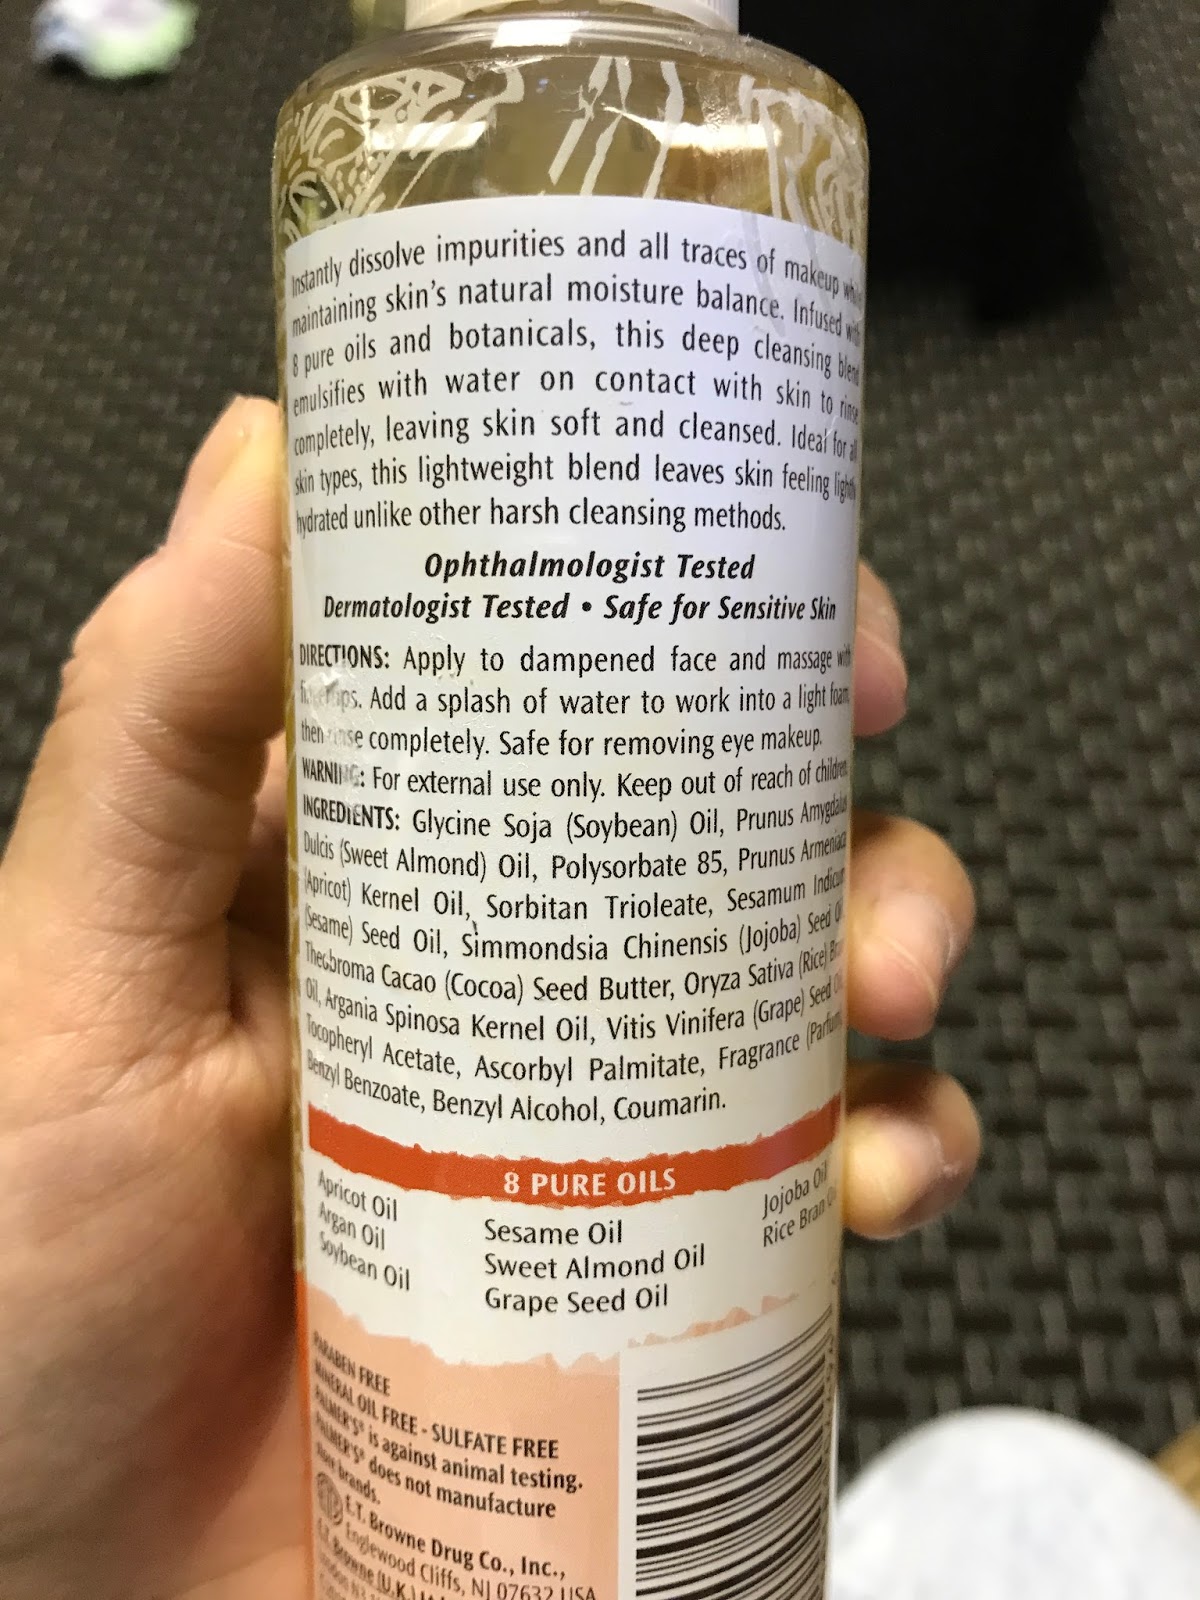 Instantly dissolve impurities and all traces of makeup
maintaining skin's natural moisture balance. Infused with
8 pure oils and botanicals, this deep cleansing blend
emulsifies with water on contact with skin to rinse
completely, leaving skin soft and cleansed. Ideal for all
skin types, this lightweight blend leaves skin feeling lightly
hydrated unlike other harsh cleansing methods.
Ophthalmologist Tested
Dermatologist Tested • Safe for Sensitive Skin
DIRECTIONS: Apply to dampened face and massage with
Add a splash of water to work into a light foam,
then rinse completely. Safe for removing eye makeup.
WARNING: For external use only. Keep out of reach of children.
INGREDIENTS: Glycine Soja (Soybean) Oil, Prunus Amygdalus
Dulcis (Sweet Almond) Oil, Polysorbate 85, Prunus Armeniaca
(Apricot) Kernel Oil, Sorbitan Trioleate, Sesamum Indicum
(Sesame) Seed Oil, Simmondsia Chinensis (Jojoba) Seed Oil,
Theobroma Cacao (Cocoa) Seed Butter, Oryza Sativa (Rice) Bran
Oil, Argania Spinosa Kernel Oil, Vitis Vinifera (Grape) Seed Oil,
Tocopheryl Acetate, Ascorbyl Palmitate, Fragrance (Parfum),
Benzyl Benzoate, Benzyl Alcohol, Coumarin.
8 PURE OILS
Apricot Oil
Argan Oil
Soybean Oil
Sesame Oil
Sweet Almond Oil
Grape Seed Oil
Jojoba Oil
Rice Bran Oil
PARABEN FREE
MINERAL OIL FREE - SULFATE FREE
PALMER'S® is against animal testing.
PALMER'S® does not manufacture
store brands.
E.T. Browne Drug Co., Inc.,
Englewood Cliffs, NJ 07632 USA
E.T. Browne (U.K.)